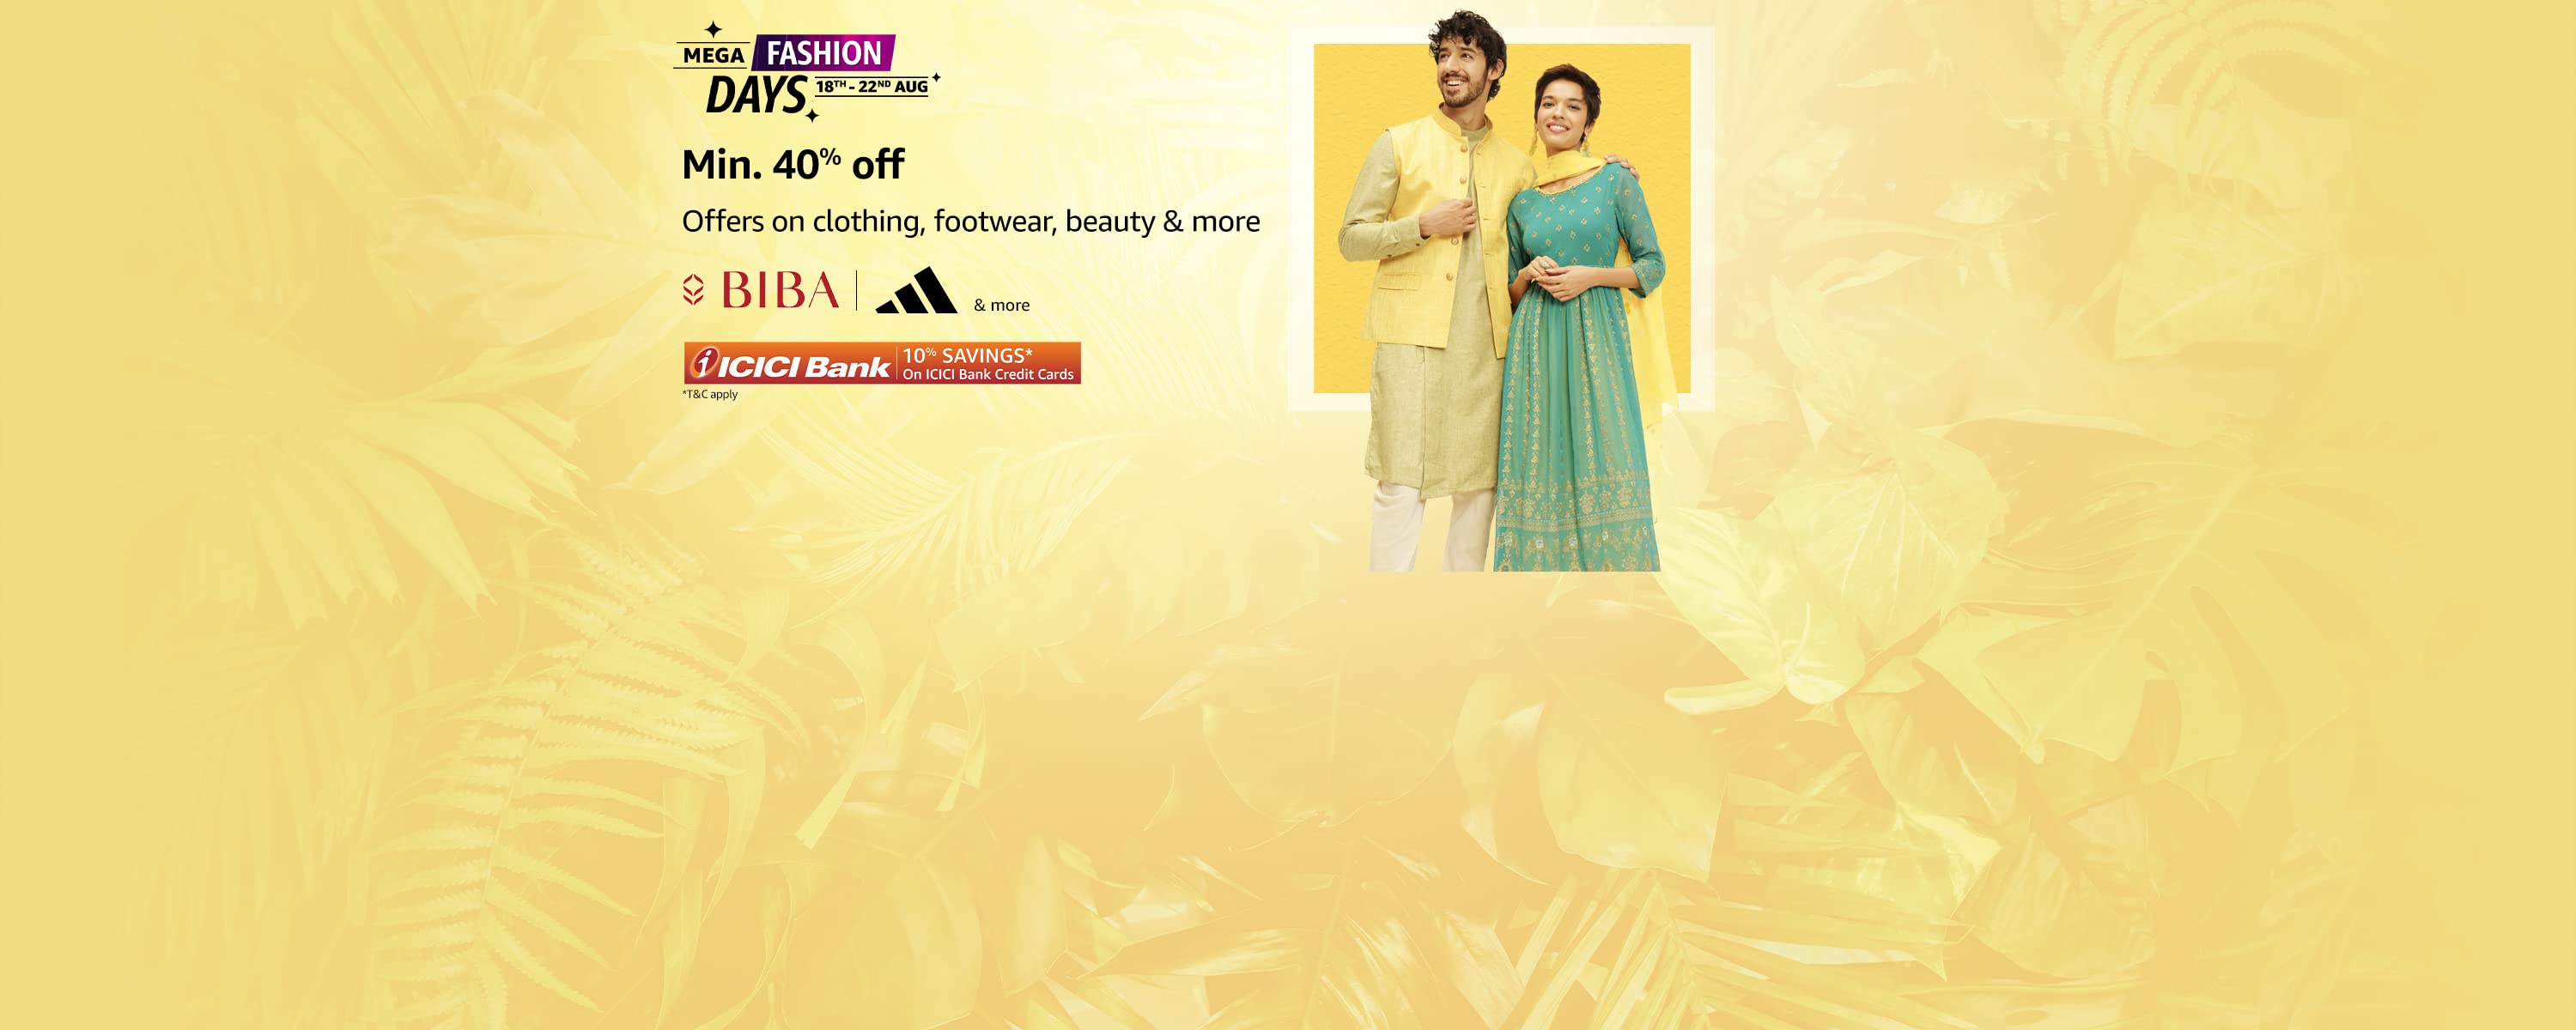 MEGA FASHION
DAYS 18TH - 22ND AUG
Min. 40% off
Offers on clothing, footwear, beauty & more
BIBA & more
ICICI Bank 10% SAVINGS*
On ICICI Bank Credit Cards
*T&C apply